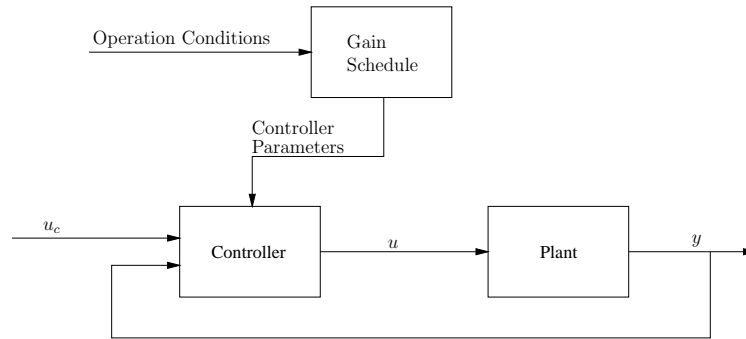 Operation Conditions
Gain
Schedule
Controller
Parameters
u_c
Controller
u
Plant
y